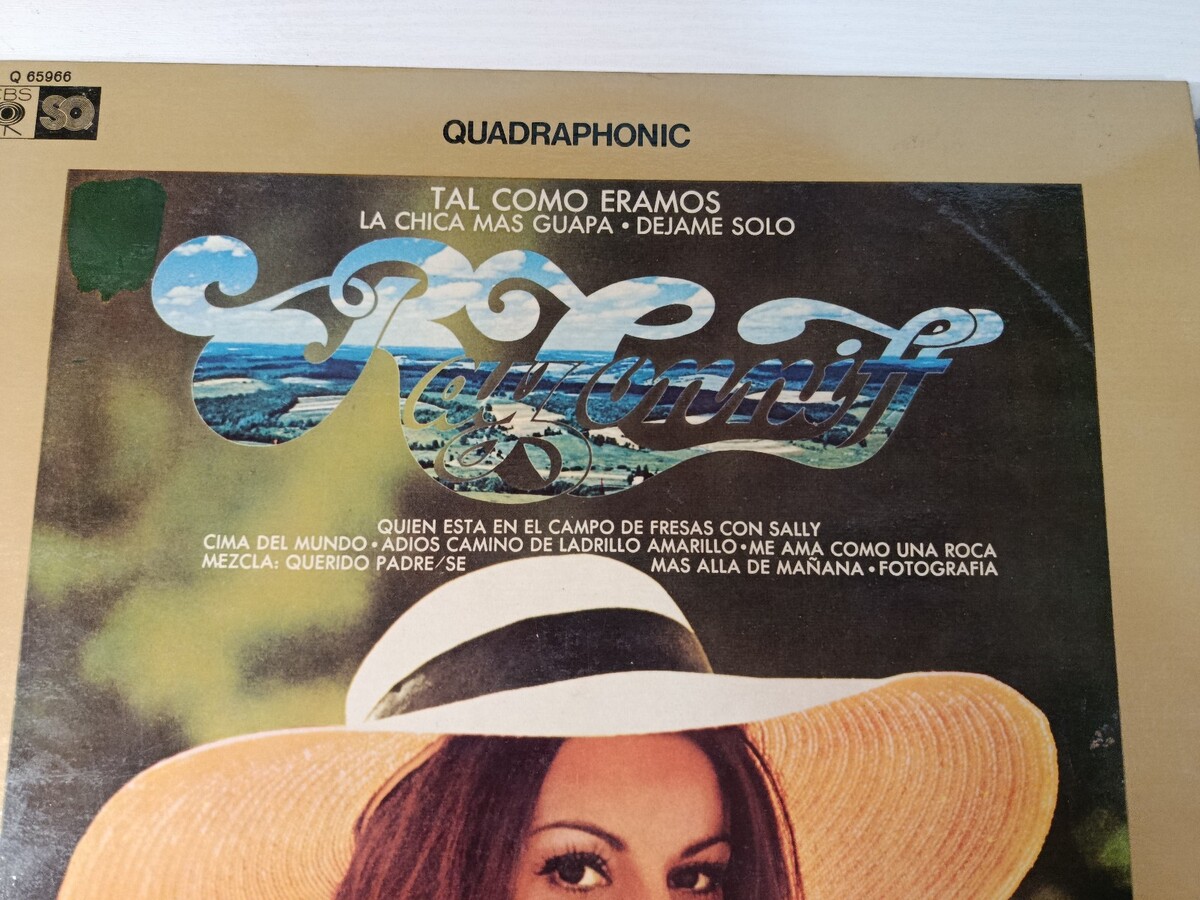 Q 65966
CBS
SQ
QUADRAPHONIC
TAL COMO ERAMOS
LA CHICA MAS GUAPA • DEJAME SOLO
Ray Conniff
QUIEN ESTA EN EL CAMPO DE FRESAS CON SALLY
CIMA DEL MUNDO • ADIOS CAMINO DE LADRILLO AMARILLO • ME AMA COMO UNA ROCA
MEZCLA: QUERIDO PADRE/SE MAS ALLA DE MAÑANA • FOTOGRAFIA